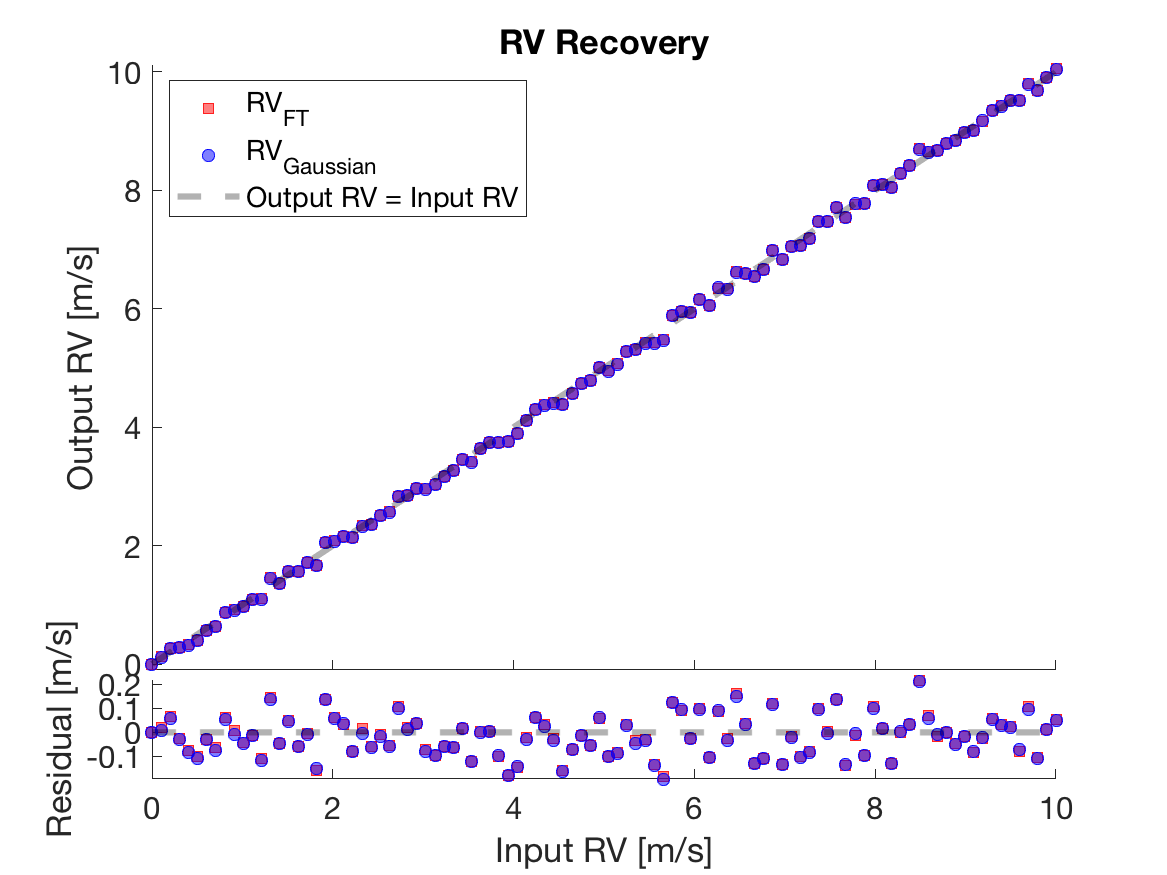 RV Recovery
10
8
6
4
2
0
Output RV [m/s]
RV_FT
RV_Gaussian
Output RV = Input RV
0.2
0.1
0
-0.1
Residual [m/s]
0
2
4
6
8
10
Input RV [m/s]